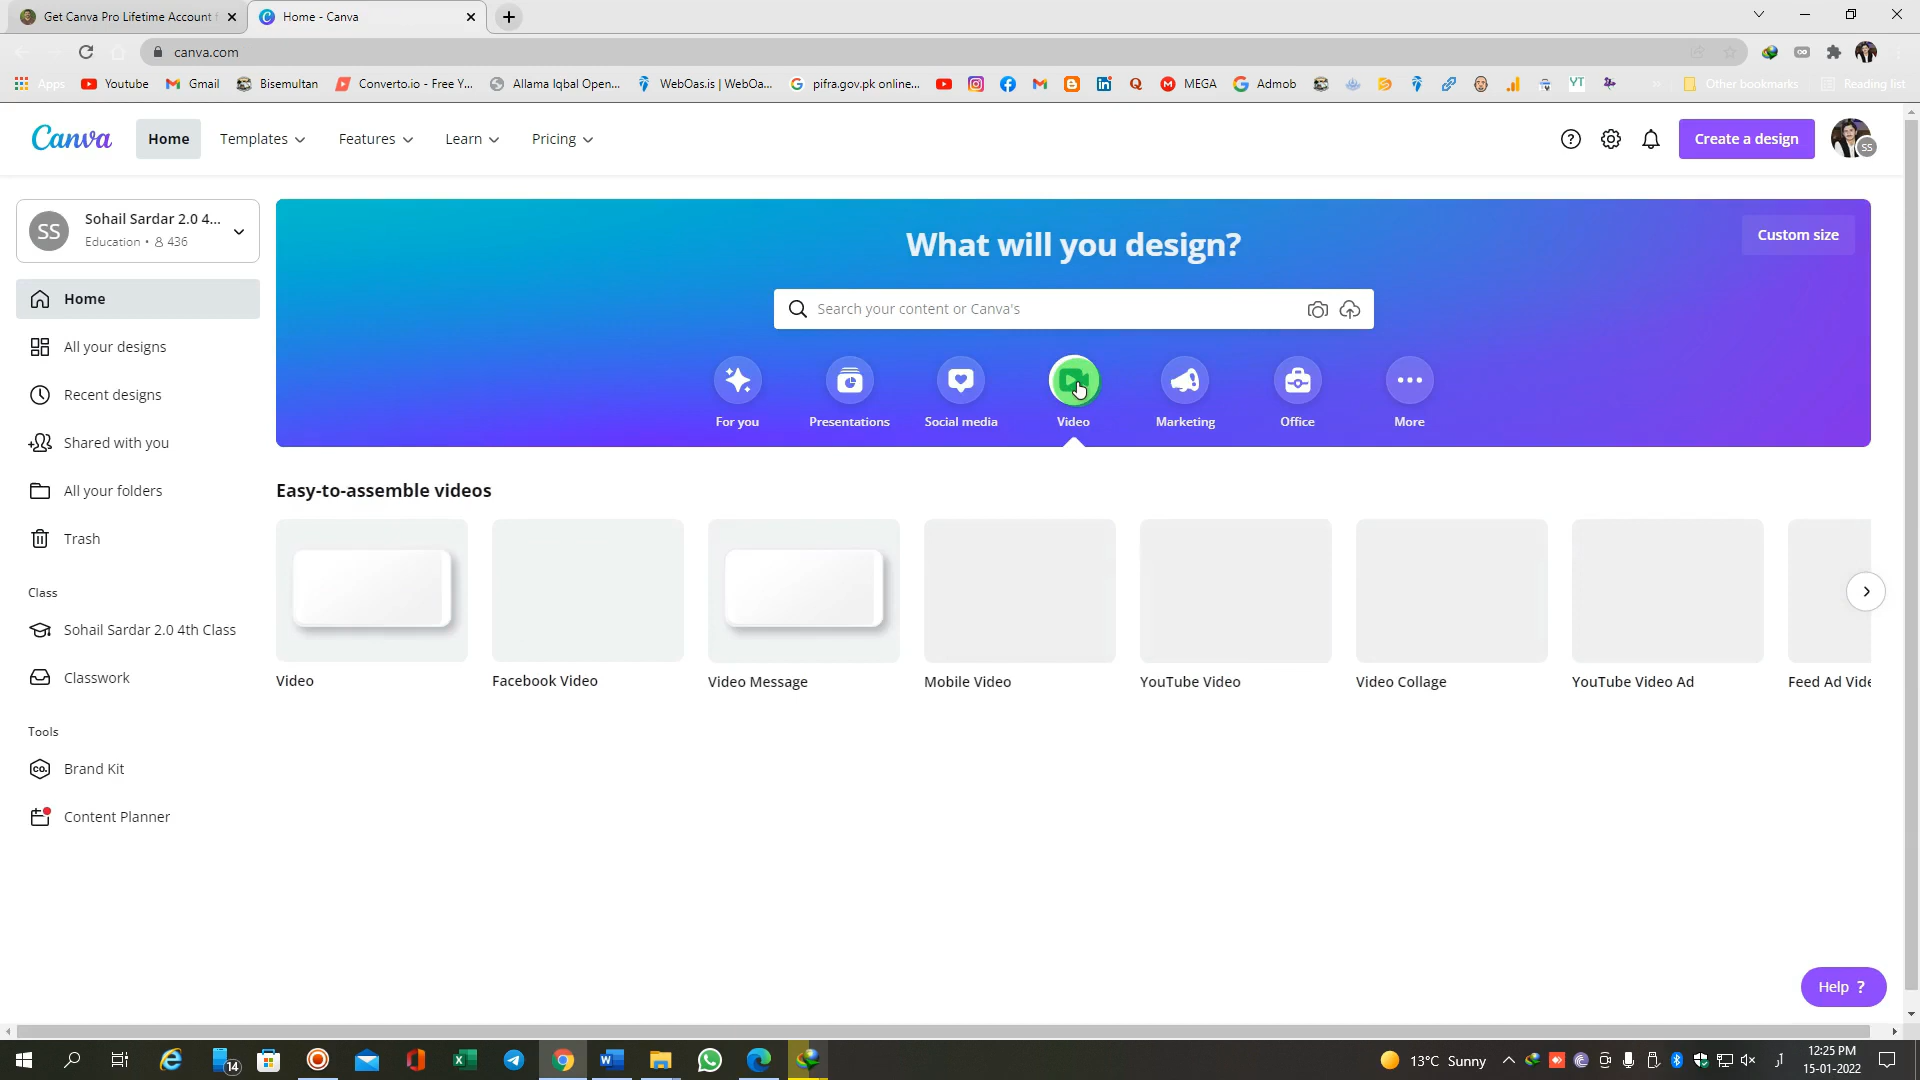 Get Canva Pro Lifetime Account f
Home - Canva
canva.com
Apps
Youtube
Gmail
Bisemultan
Converto.io - Free Y...
Allama Iqbal Open...
WebOas.is | WebOa...
pifra.gov.pk online...
MEGA
Admob
YT
Other bookmarks
Reading list
Canva
Home
Templates
Features
Learn
Pricing
Create a design
SS
SS
Sohail Sardar 2.0 4...
Education • 436
Home
All your designs
Recent designs
Shared with you
All your folders
Trash
Class
Sohail Sardar 2.0 4th Class
Classwork
Tools
CO.
Brand Kit
Content Planner
What will you design?
Custom size
Search your content or Canva's
For you
Presentations
Social media
Video
Marketing
Office
More
Easy-to-assemble videos
Video
Facebook Video
Video Message
Mobile Video
YouTube Video
Video Collage
YouTube Video Ad
Feed Ad Vide
Help ?
14
13°C Sunny
12:25 PM
15-01-2022